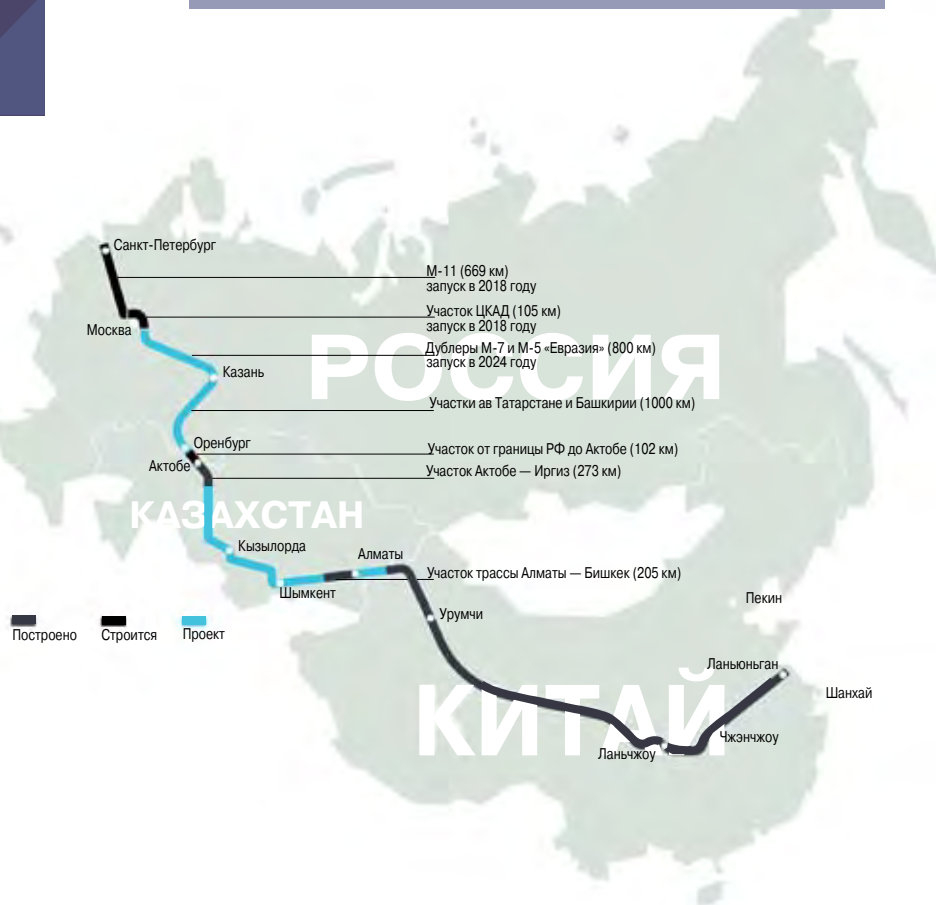 Санкт-Петербург
М-11 (669 км)
запуск в 2018 году
Участок ЦКАД (105 км)
запуск в 2018 году
Москва
РОССИЯ
Дублеры М-7 и М-5 «Евразия» (800 км)
запуск в 2024 году
Казань
Участки ав Татарстане и Башкирии (1000 км)
Оренбург
Участок от границы РФ до Актобе (102 км)
Актобе
Участок Актобе — Иргиз (273 км)
КАЗАХСТАН
Кызылорда
Алматы
Участок трассы Алматы — Бишкек (205 км)
Шымкент
Пекин
Урумчи
Построено
Строится
Проект
Ланьюньган
Шанхай
КИТАЙ
Чжэнчжоу
Ланьчжоу